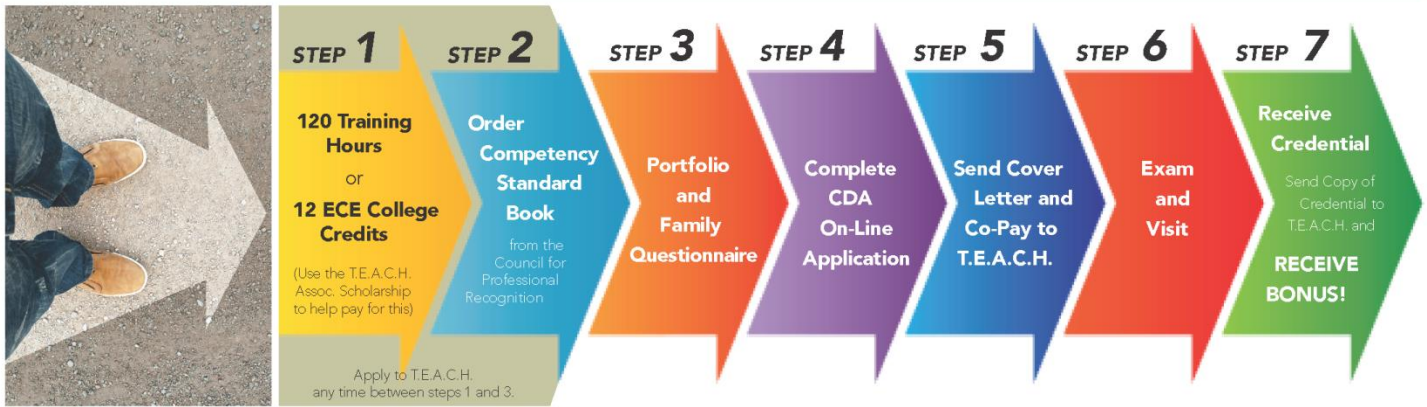 STEP 1
120 Training
Hours
or
12 ECE College
Credits
(Use the T.E.A.C.H.
Assoc. Scholarship
to help pay for this)
STEP 2
Order
Competency
Standard
Book
from the
Council for
Professional
Recognition
Apply to T.E.A.C.H.
any time between steps 1 and 3.
STEP 3
Portfolio
and
Family
Questionnaire
STEP 4
Complete
CDA
On-Line
Application
STEP 5
Send Cover
Letter and
Co-Pay to
T.E.A.C.H.
STEP 6
Exam
and
Visit
STEP 7
Receive
Credential
Send Copy of
Credential to
T.E.A.C.H. and
RECEIVE
BONUS!